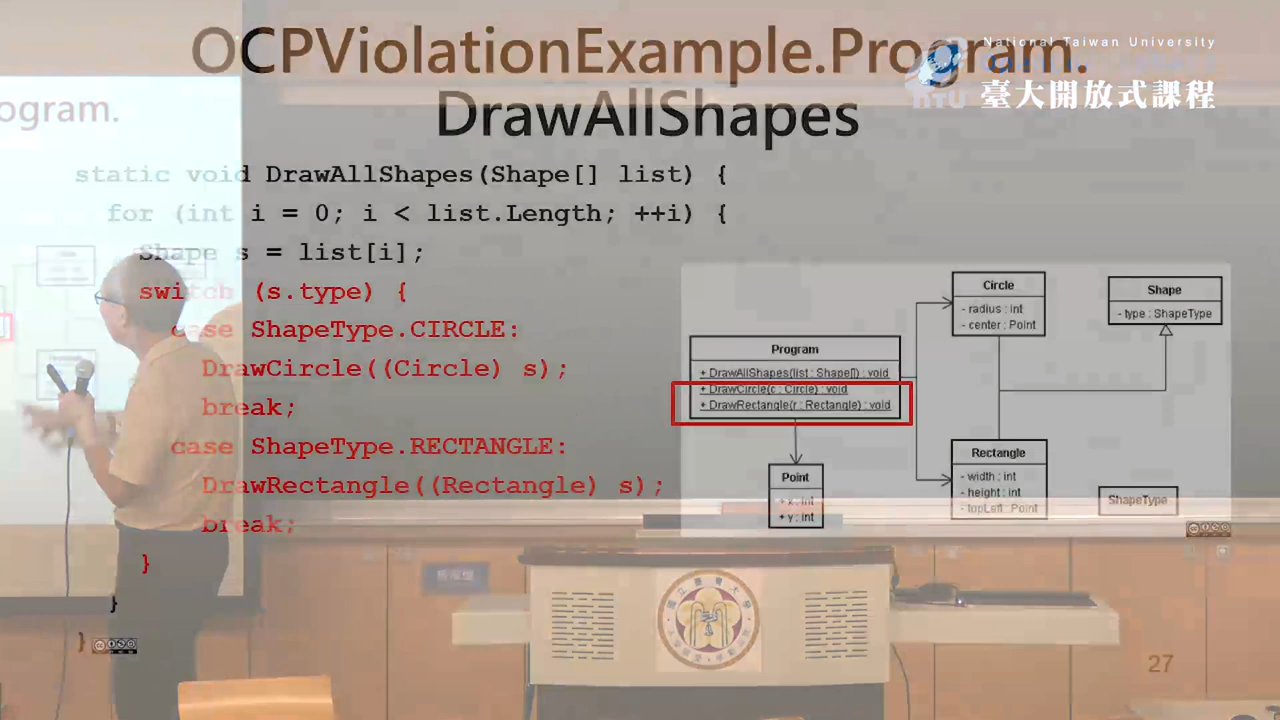 OCPViolationExample.Program.
DrawAllShapes
National Taiwan University
臺大開放式課程
NTU
ogram.
static void DrawAllShapes(Shape[] list) {
for (int i = 0; i < list.Length; ++i) {
Shape s = list[i];
switch (s.type) {
case ShapeType.CIRCLE:
DrawCircle((Circle) s);
break;
case ShapeType.RECTANGLE:
DrawRectangle((Rectangle) s);
break;
}
}
}
Circle
- radius : int
- center : Point
Shape
- type : ShapeType
Program
+ DrawAllShapes(list : Shape[]) : void
+ DrawCircle(c : Circle) : void
+ DrawRectangle(r : Rectangle) : void
Point
+ x : int
+ y : int
Rectangle
- width : int
- height : int
- topLeft : Point
ShapeType
27